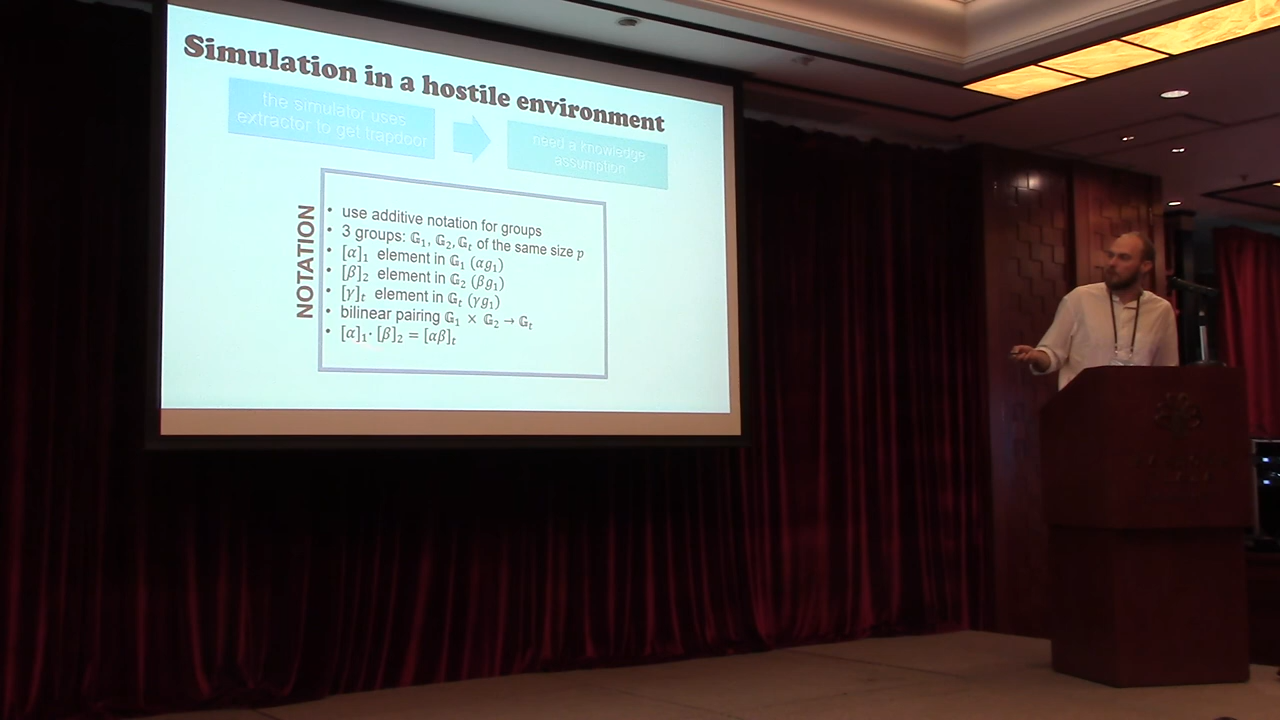 Simulation in a hostile environment
the simulator uses
extractor to get trapdoor
need a knowledge
assumption
NOTATION
• use additive notation for groups
• 3 groups: 𝔾₁, 𝔾₂, 𝔾ₜ of the same size p
• [α]₁ element in 𝔾₁ (αg₁)
• [β]₂ element in 𝔾₂ (βg₁)
• [γ]ₜ element in 𝔾ₜ (γg₁)
• bilinear pairing 𝔾₁ × 𝔾₂ → 𝔾ₜ
• [α]₁· [β]₂ = [αβ]ₜ